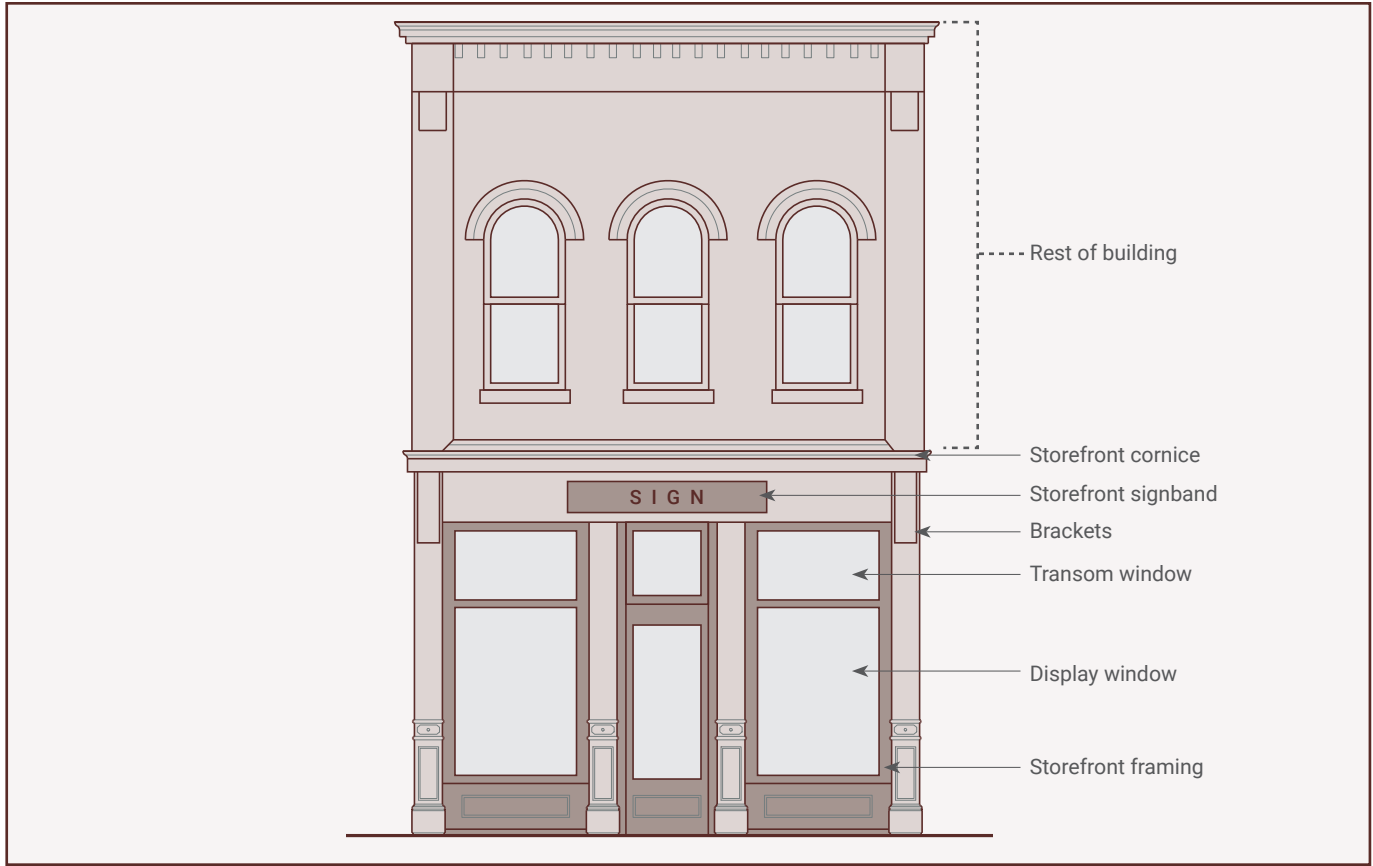 Rest of building
Storefront cornice
SIGN
Storefront signband
Brackets
Transom window
Display window
Storefront framing